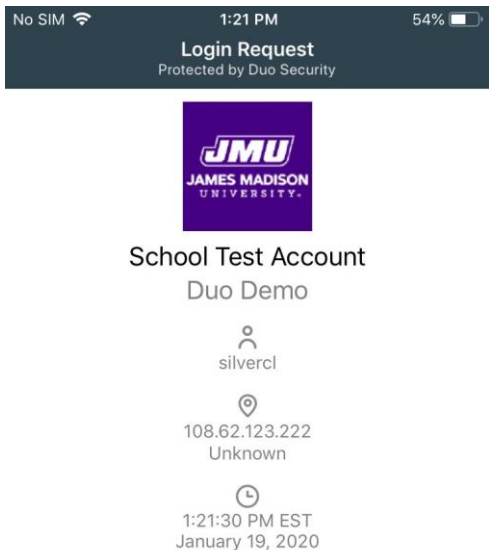 No SIM 1:21 PM 54%
Login Request
Protected by Duo Security
JMU
JAMES MADISON
UNIVERSITY.
School Test Account
Duo Demo
silvercl
108.62.123.222
Unknown
1:21:30 PM EST
January 19, 2020